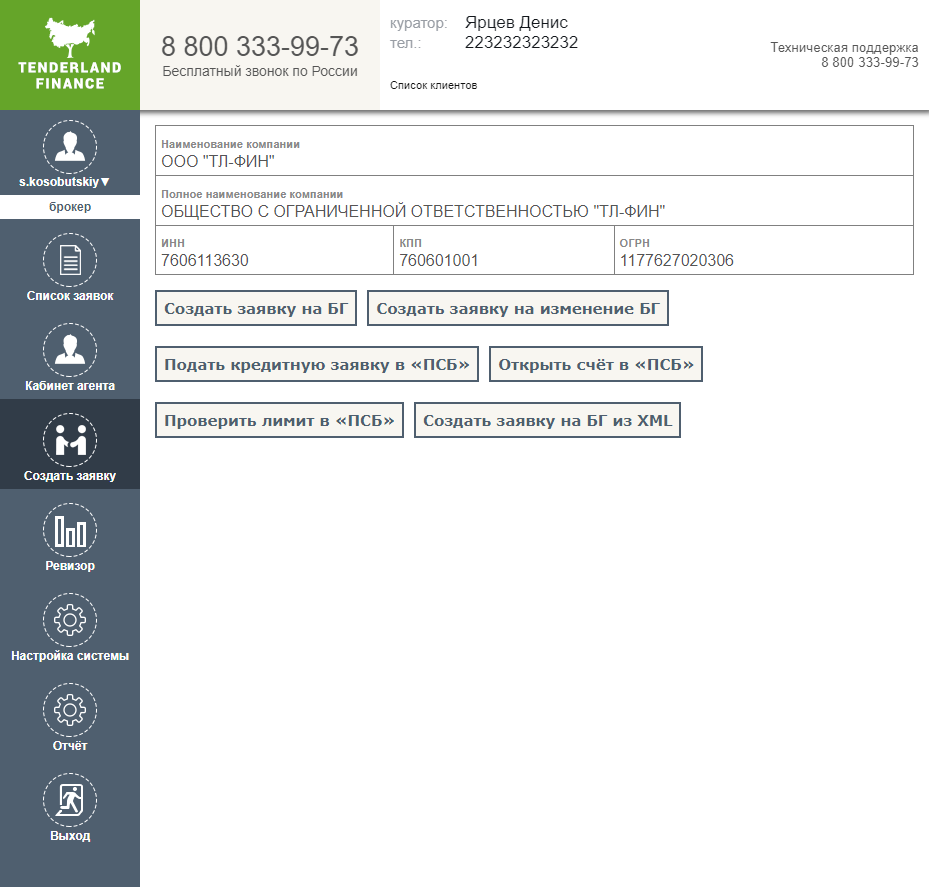 TENDERLAND
FINANCE
8 800 333-99-73
Бесплатный звонок по России
куратор: Ярцев Денис
тел.: 223232323232
Список клиентов
Техническая поддержка
8 800 333-99-73
s.kosobutskiy▼
брокер
Список заявок
Кабинет агента
Создать заявку
Ревизор
Настройка системы
Отчёт
Выход
Наименование компании
ООО "ТЛ-ФИН"
Полное наименование компании
ОБЩЕСТВО С ОГРАНИЧЕННОЙ ОТВЕТСТВЕННОСТЬЮ "ТЛ-ФИН"
ИНН КПП ОГРН
7606113630 760601001 1177627020306
Создать заявку на БГ Создать заявку на изменение БГ
Подать кредитную заявку в «ПСБ» Открыть счёт в «ПСБ»
Проверить лимит в «ПСБ» Создать заявку на БГ из XML